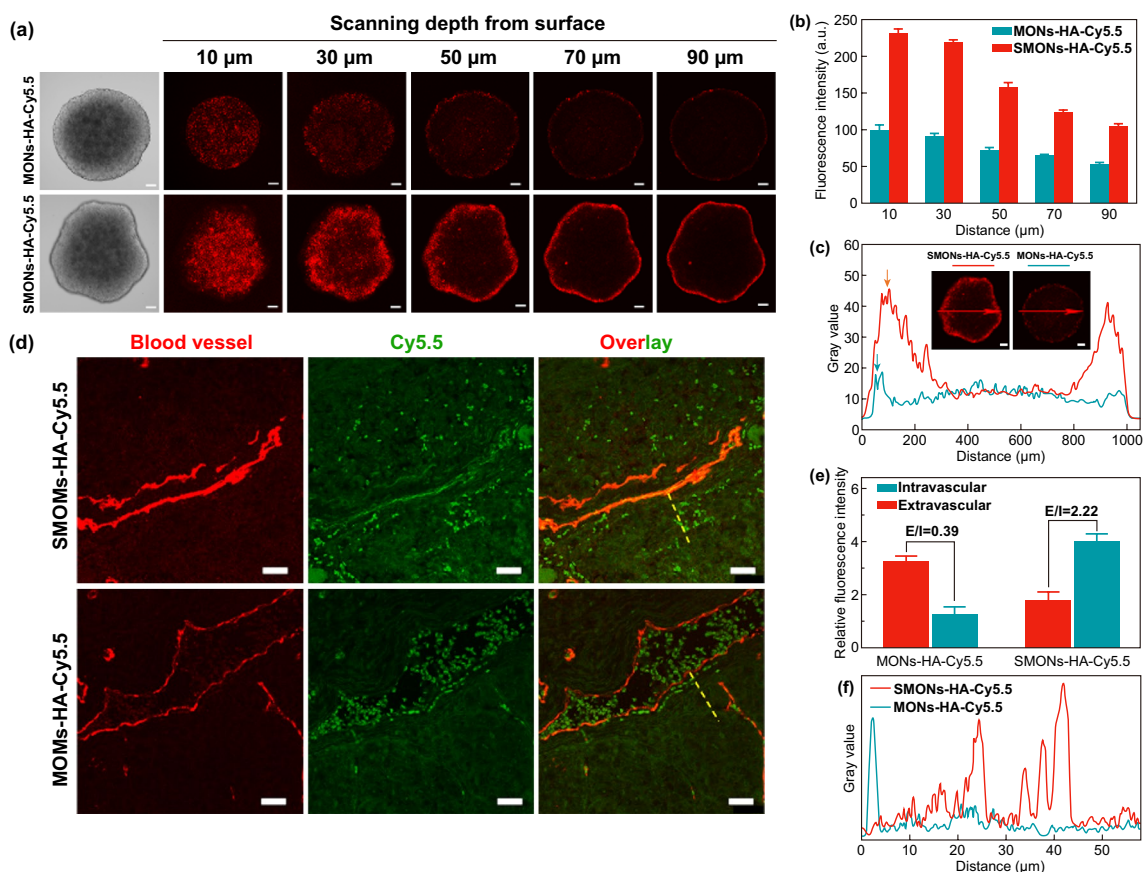 (a)
Scanning depth from surface
10 µm 30 µm 50 µm 70 µm 90 µm
MONs-HA-Cy5.5
SMONs-HA-Cy5.5
(b)
MONs-HA-Cy5.5
SMONs-HA-Cy5.5
Fluorescence intensity (a.u.)
250
200
150
100
50
0
10 30 50 70 90
Distance (µm)
(c)
SMONs-HA-Cy5.5 MONs-HA-Cy5.5
Gray value
60
50
40
30
20
10
0
0 200 400 600 800 1000
Distance (µm)
(d)
Blood vessel Cy5.5 Overlay
SMOMs-HA-Cy5.5
MOMs-HA-Cy5.5
(e)
Intravascular
Extravascular
E/I=0.39
E/I=2.22
Relative fluorescence intensity
6
4
2
0
MONs-HA-Cy5.5 SMONs-HA-Cy5.5
(f)
SMONs-HA-Cy5.5
MONs-HA-Cy5.5
Gray value
0 10 20 30 40 50
Distance (µm)